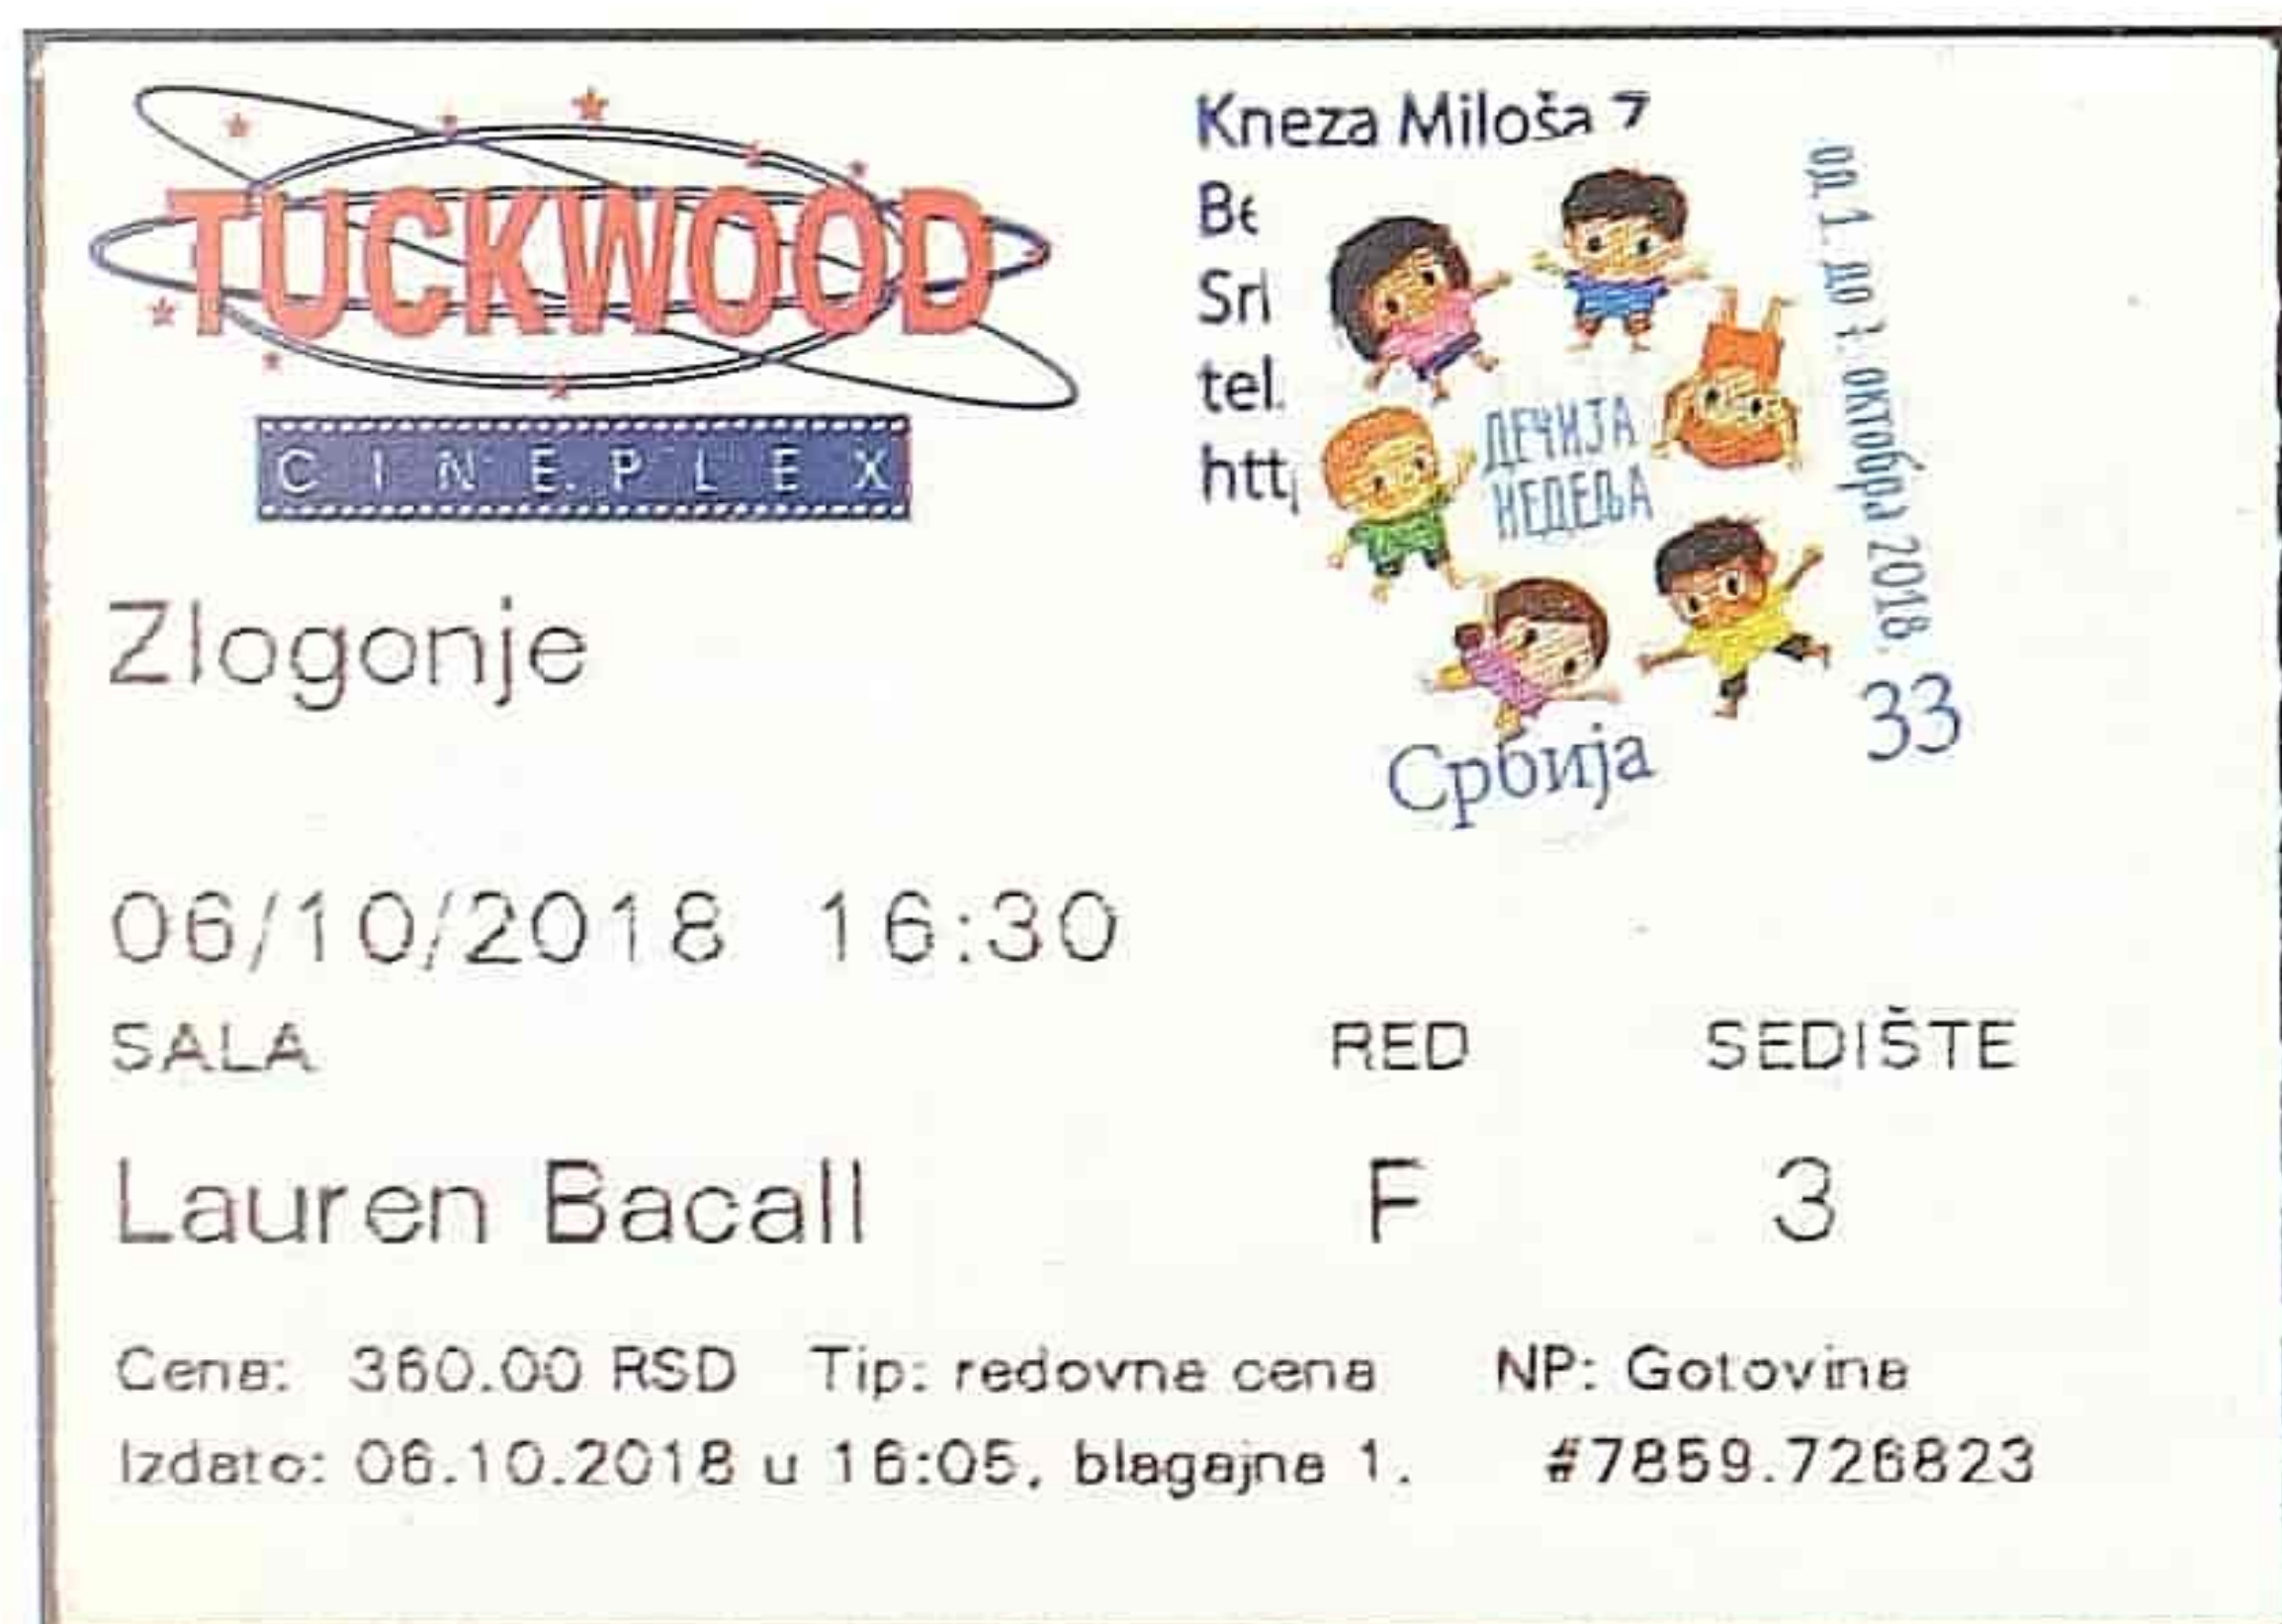 TUCKWOOD
CINEPLEX
Kneza Miloša 7
Be
Sr
tel.
http
ДЕЧИЈА
НЕДЕЉА
од 1. до 7. октобра 2018.
33
Србија
Zlogonje
06/10/2018 16:30
SALA RED SEDIŠTE
Lauren Bacall F 3
Cena: 360.00 RSD Tip: redovna cena NP: Gotovina
Izdato: 06.10.2018 u 16:05, blagajna 1. #7859.726823